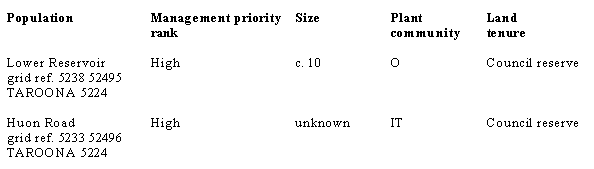 Population Management priority rank Size Plant community Land tenure
Lower Reservoir High c. 10 O Council reserve
grid ref. 5238 52495
TAROONA 5224
Huon Road High unknown IT Council reserve
grid ref. 5233 52496
TAROONA 5224